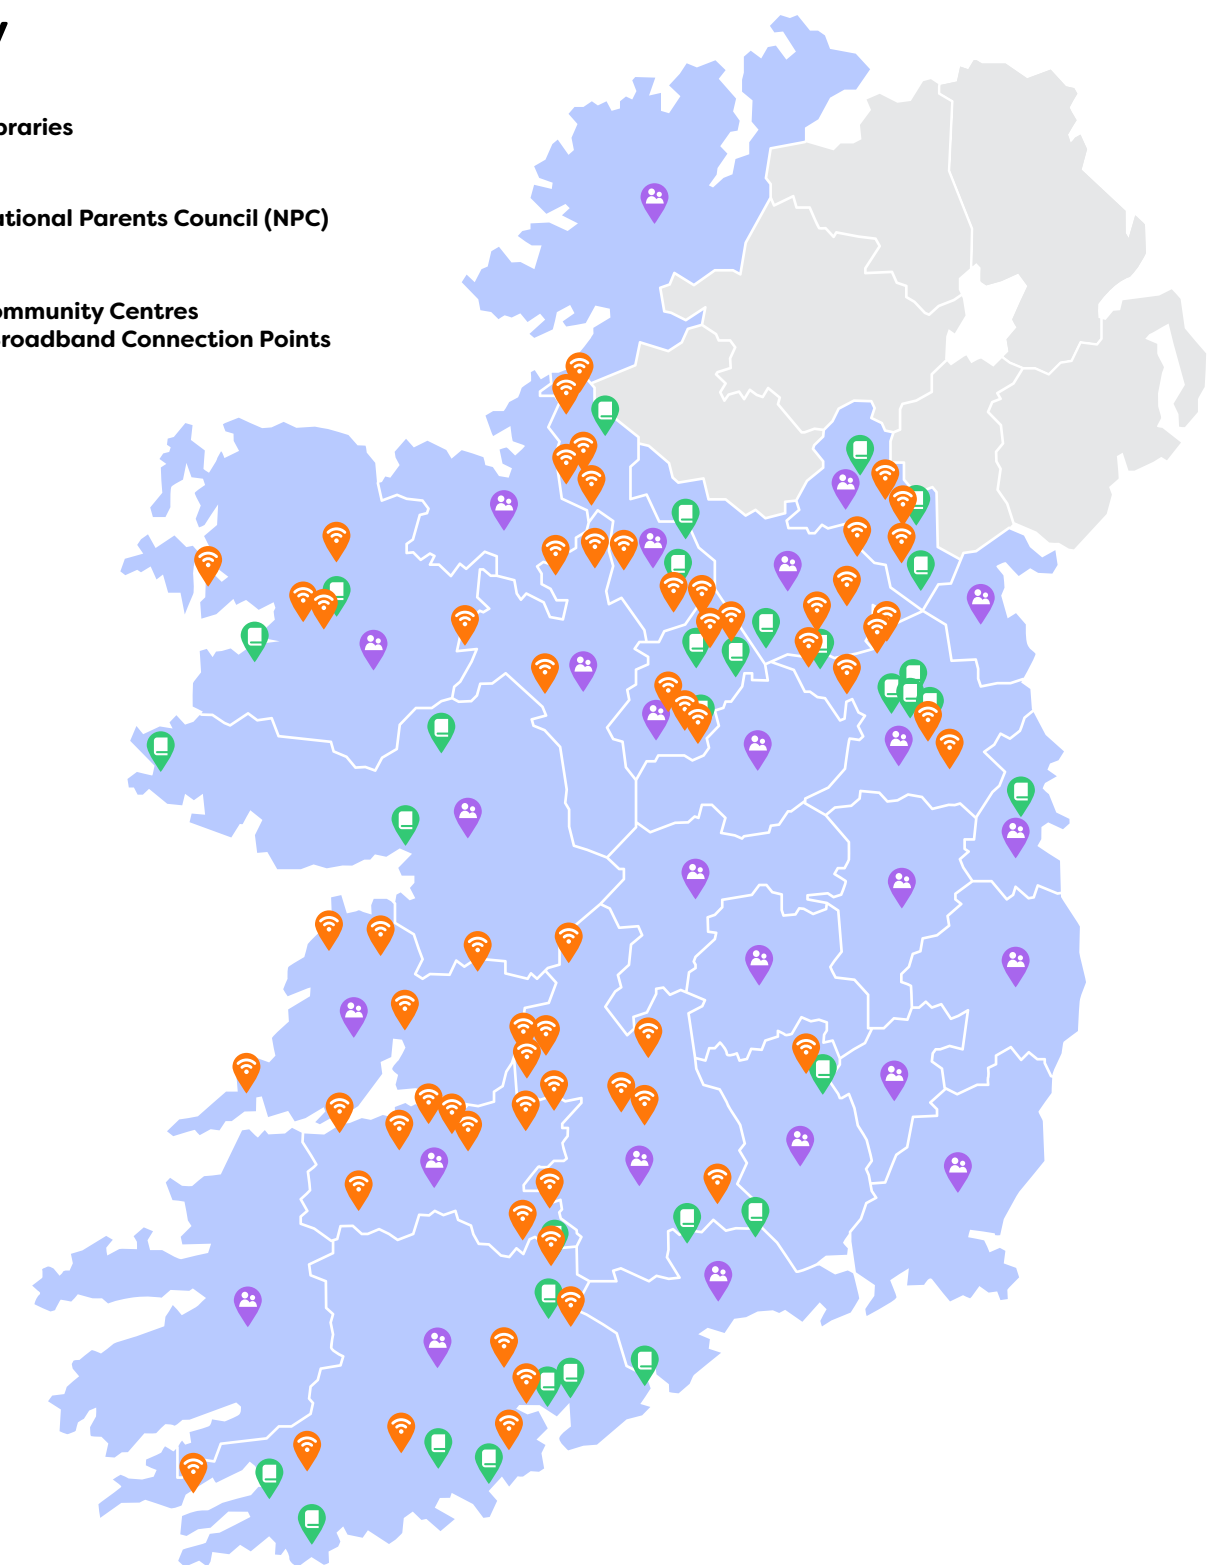 y
braries
ational Parents Council (NPC)
ommunity Centres
roadband Connection Points